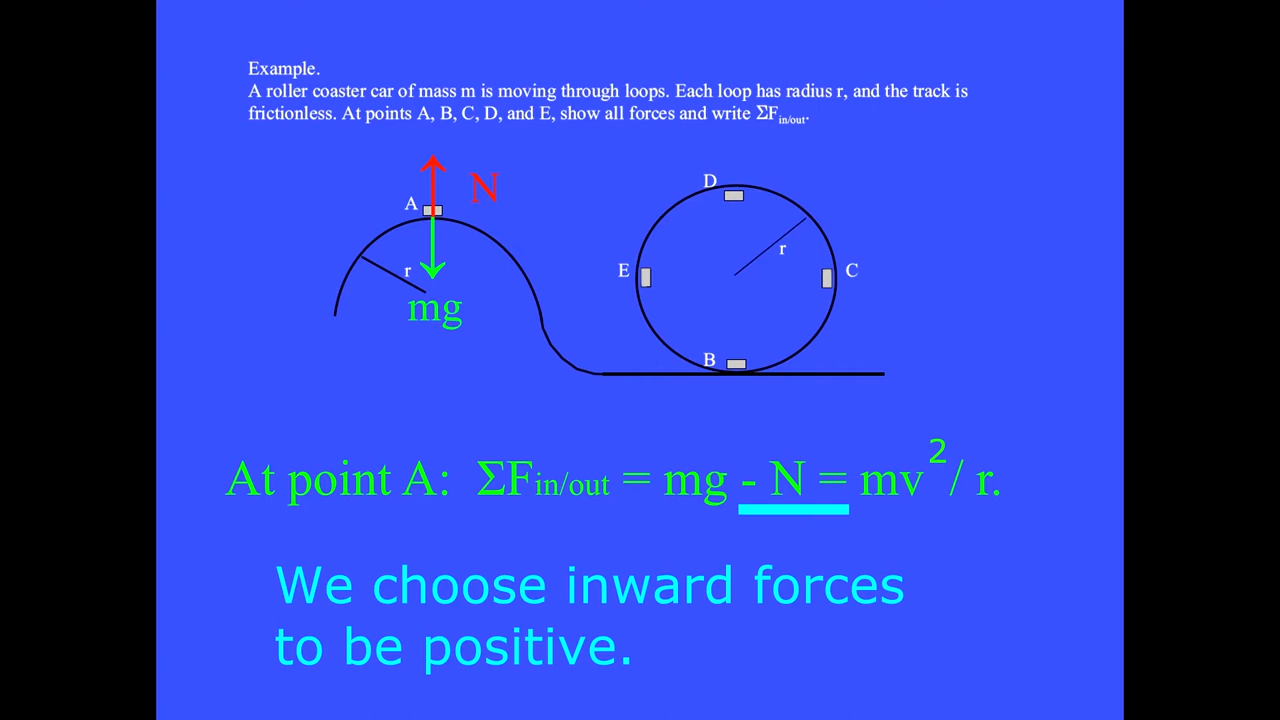 Example.
A roller coaster car of mass m is moving through loops. Each loop has radius r, and the track is
frictionless. At points A, B, C, D, and E, show all forces and write ΣFin/out.
N
A
r
mg
D
r
E
C
B
At point A: ΣFin/out = mg - N = mv²/ r.
We choose inward forces
to be positive.